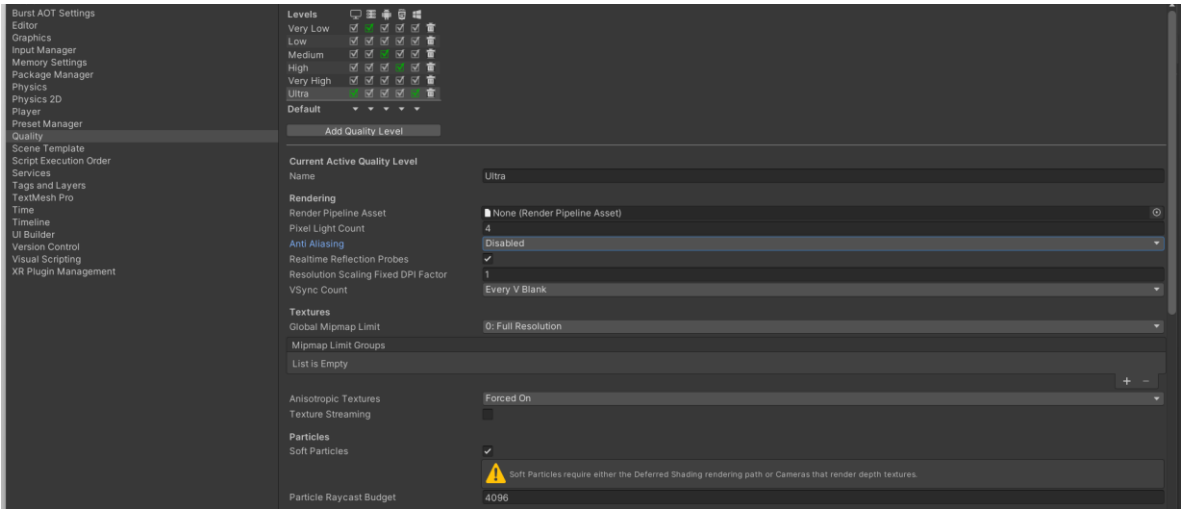 Burst AOT Settings
Editor
Graphics
Input Manager
Memory Settings
Package Manager
Physics
Physics 2D
Player
Preset Manager
Quality
Scene Template
Script Execution Order
Services
Tags and Layers
TextMesh Pro
Time
Timeline
UI Builder
Version Control
Visual Scripting
XR Plugin Management
Levels
Very Low
Low
Medium
High
Very High
Ultra
Default
Add Quality Level
Current Active Quality Level
Name Ultra
Rendering
Render Pipeline Asset None (Render Pipeline Asset)
Pixel Light Count 4
Anti Aliasing Disabled
Realtime Reflection Probes
Resolution Scaling Fixed DPI Factor 1
VSync Count Every V Blank
Textures
Global Mipmap Limit 0: Full Resolution
Mipmap Limit Groups
List is Empty
Anisotropic Textures Forced On
Texture Streaming
Particles
Soft Particles
Soft Particles require either the Deferred Shading rendering path or Cameras that render depth textures.
Particle Raycast Budget 4096